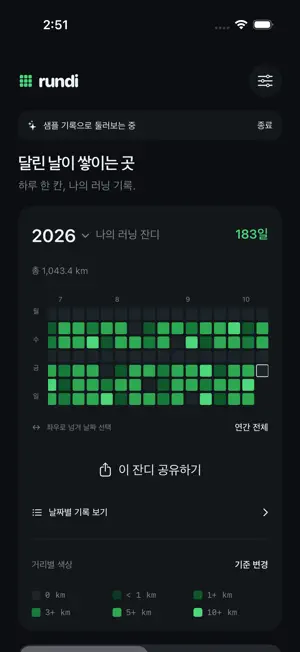 2:51
rundi
샘플 기록으로 둘러보는 중
종료
달린 날이 쌓이는 곳
하루 한 칸, 나의 러닝 기록.
2026
나의 러닝 잔디
183일
총 1,043.4 km
7 8 9 10
월
수
금
일
좌우로 넘겨 날짜 선택
연간 전체
이 잔디 공유하기
날짜별 기록 보기
거리별 색상
기준 변경
0 km
< 1 km
1+ km
3+ km
5+ km
10+ km